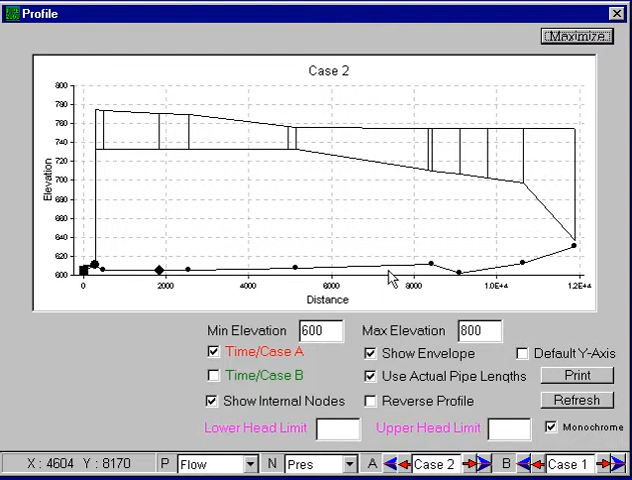 Profile
Maximize
Case 2
800
780
760
740
720
700
680
660
640
620
600
Elevation
0 2000 4000 6000 8000 1.0E+4 1.2E+4
Distance
Min Elevation 600 Max Elevation 800
Time/Case A Show Envelope Default Y-Axis
Time/Case B Use Actual Pipe Lengths Print
Show Internal Nodes Reverse Profile Refresh
Lower Head Limit Upper Head Limit Monochrome
X : 4604 Y : 8170 P Flow N Pres A Case 2 B Case 1